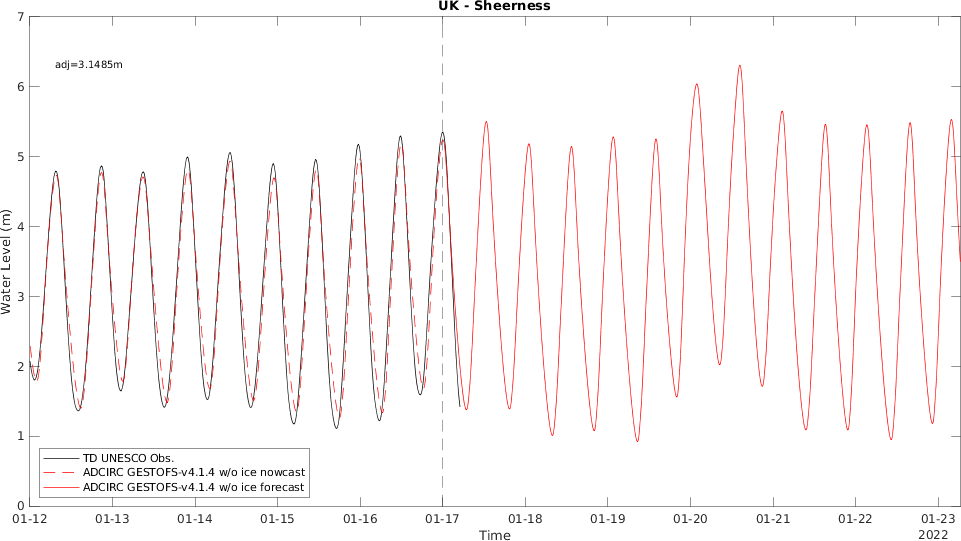 UK - Sheerness
adj=3.1485m
Water Level (m)
7
6
5
4
3
2
1
0
TD UNESCO Obs.
ADCIRC GESTOFS-v4.1.4 w/o ice nowcast
ADCIRC GESTOFS-v4.1.4 w/o ice forecast
01-12 01-13 01-14 01-15 01-16 01-17 01-18 01-19 01-20 01-21 01-22 01-23
Time
2022